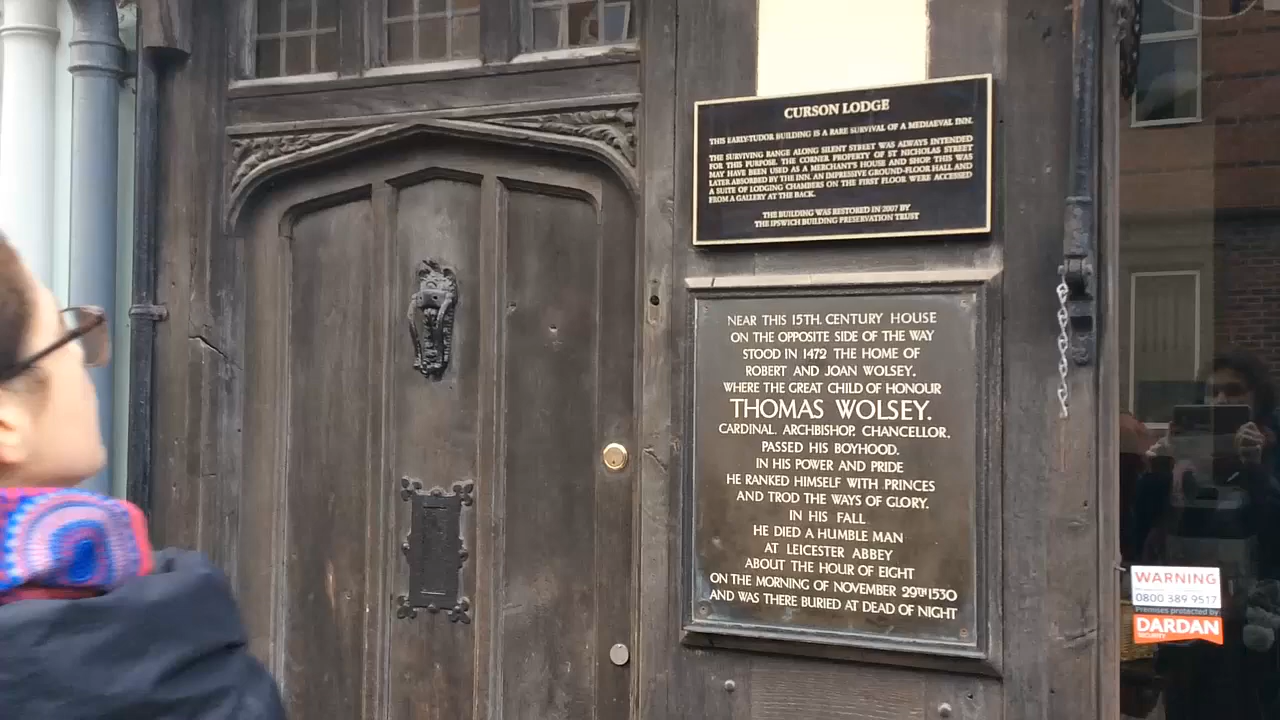 CURSON LODGE
THIS EARLY-TUDOR BUILDING IS A RARE SURVIVAL OF A MEDIAEVAL INN.
THE SURVIVING RANGE ALONG SILENT STREET WAS ALWAYS INTENDED
FOR THIS PURPOSE. THE CORNER PROPERTY OF ST NICHOLAS STREET
MAY HAVE BEEN USED AS A MERCHANT'S HOUSE AND SHOP. THIS WAS
LATER ABSORBED BY THE INN. AN IMPRESSIVE GROUND-FLOOR HALL AND
A SUITE OF LODGING CHAMBERS ON THE FIRST FLOOR WERE ACCESSED
FROM A GALLERY AT THE BACK.
THE BUILDING WAS RESTORED IN 2007 BY
THE IPSWICH BUILDING PRESERVATION TRUST
NEAR THIS 15TH. CENTURY HOUSE
ON THE OPPOSITE SIDE OF THE WAY
STOOD IN 1472 THE HOME OF
ROBERT AND JOAN WOLSEY.
WHERE THE GREAT CHILD OF HONOUR
THOMAS WOLSEY.
CARDINAL. ARCHBISHOP. CHANCELLOR.
PASSED HIS BOYHOOD.
IN HIS POWER AND PRIDE
HE RANKED HIMSELF WITH PRINCES
AND TROD THE WAYS OF GLORY.
IN HIS FALL
HE DIED A HUMBLE MAN
AT LEICESTER ABBEY
ABOUT THE HOUR OF EIGHT
ON THE MORNING OF NOVEMBER 29TH 1530
AND WAS THERE BURIED AT DEAD OF NIGHT
WARNING
0800 389 9517
Premises protected by
DARDAN
SECURITY